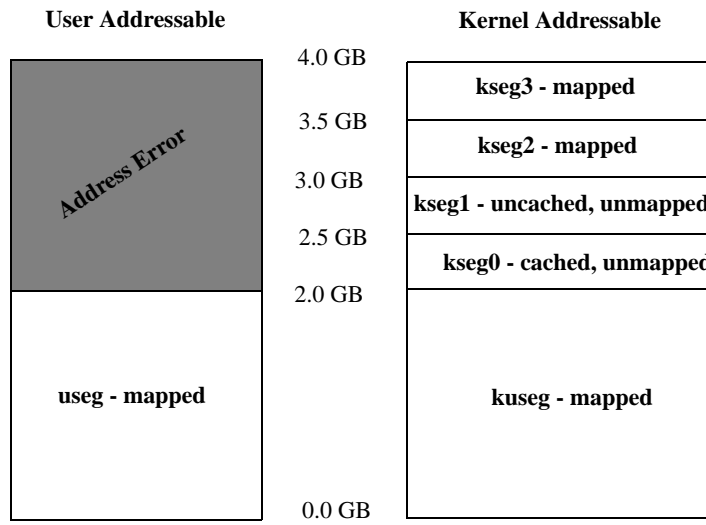 User Addressable
Kernel Addressable
4.0 GB
kseg3 - mapped
3.5 GB
kseg2 - mapped
Address Error
3.0 GB
kseg1 - uncached, unmapped
2.5 GB
kseg0 - cached, unmapped
2.0 GB
useg - mapped
kuseg - mapped
0.0 GB